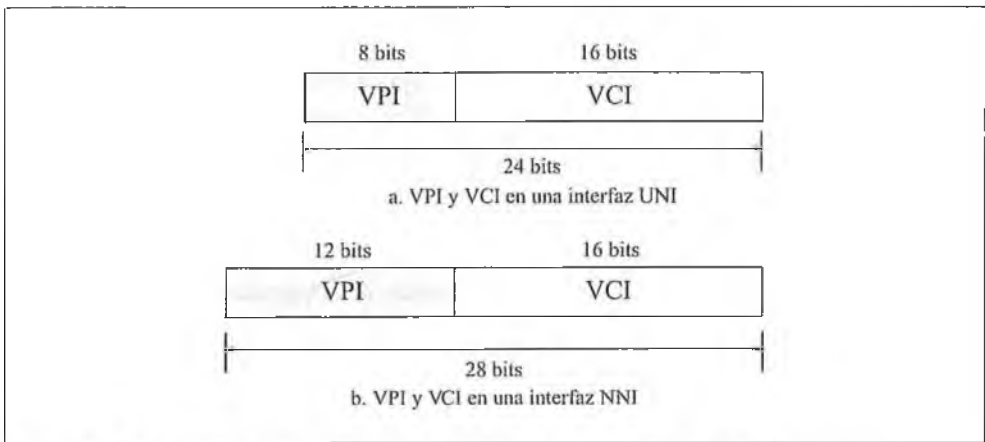 8 bits 16 bits
VPI VCI
24 bits
a. VPI y VCI en una interfaz UNI
12 bits 16 bits
VPI VCI
28 bits
b. VPI y VCI en una interfaz NNI